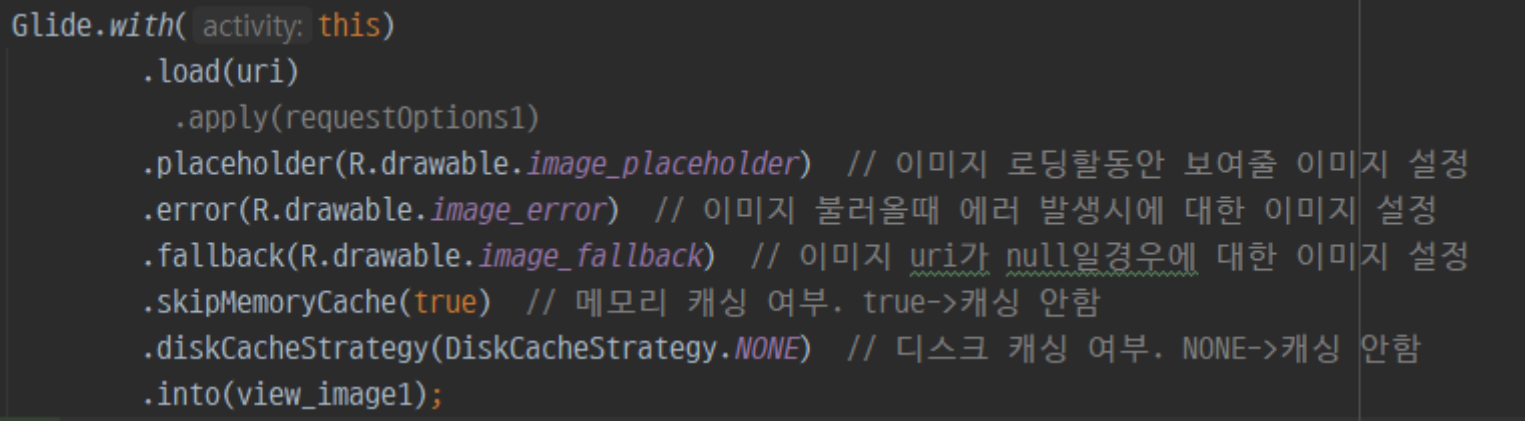 Glide.with( activity: this)
.load(uri)
.apply(requestOptions1)
.placeholder(R.drawable.image_placeholder) // 이미지 로딩할동안 보여줄 이미지 설정
.error(R.drawable.image_error) // 이미지 불러올때 에러 발생시에 대한 이미지 설정
.fallback(R.drawable.image_fallback) // 이미지 uri가 null일경우에 대한 이미지 설정
.skipMemoryCache(true) // 메모리 캐싱 여부. true->캐싱 안함
.diskCacheStrategy(DiskCacheStrategy.NONE) // 디스크 캐싱 여부. NONE->캐싱 안함
.into(view_image1);